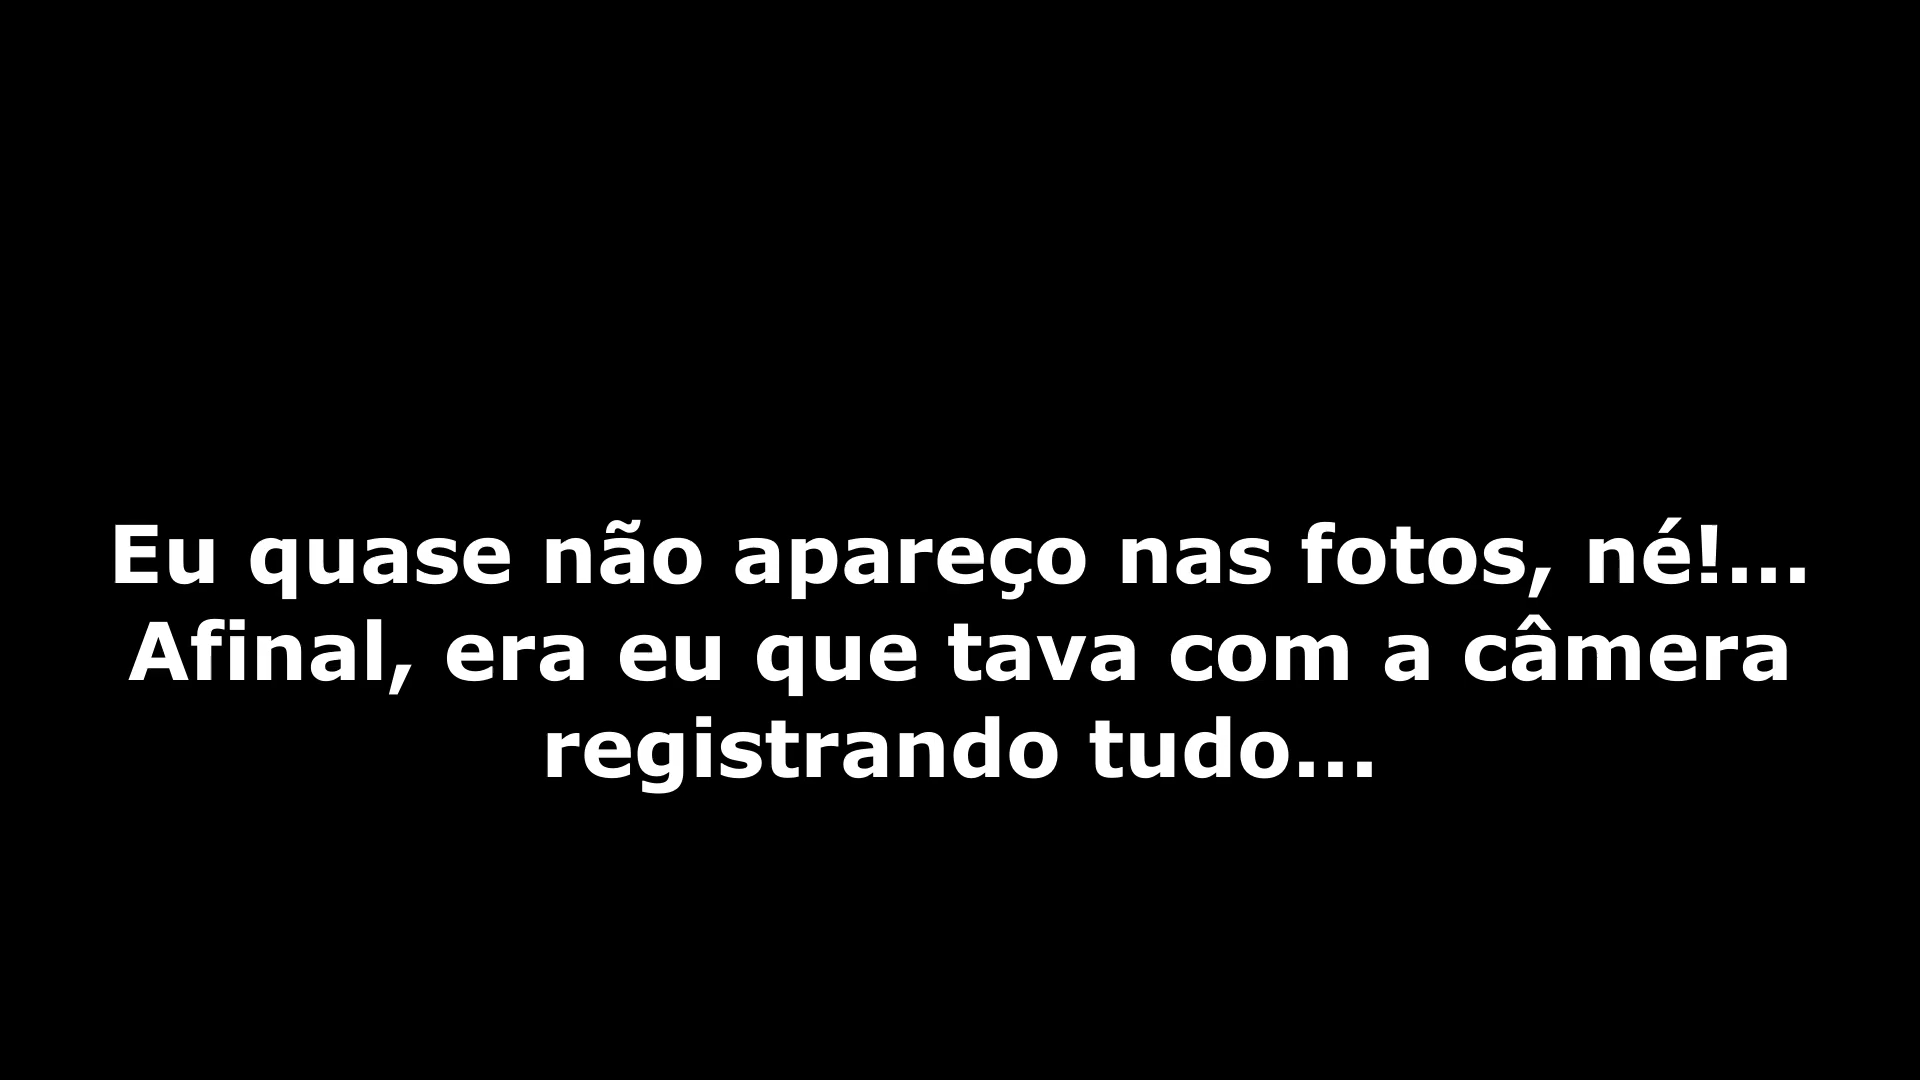 Eu quase não apareço nas fotos, né!...
Afinal, era eu que tava com a câmera
registrando tudo...